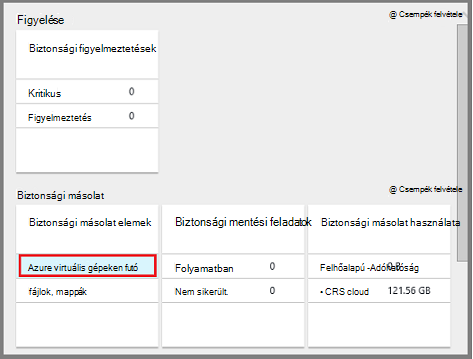 @ Csempék felvétele
Figyelése
Biztonsági figyelmeztetések
Kritikus 0
Figyelmeztetés 0
@ Csempék felvétele
Biztonsági másolat
Biztonsági másolat elemek
Azure virtuális gépeken futó
fájlok, mappák
Biztonsági mentési feladatok
Folyamatban 0
Nem sikerült. 0
Biztonsági másolat használata
Felhőalapú -Adóhatóság
• CRS cloud 121.56 GB